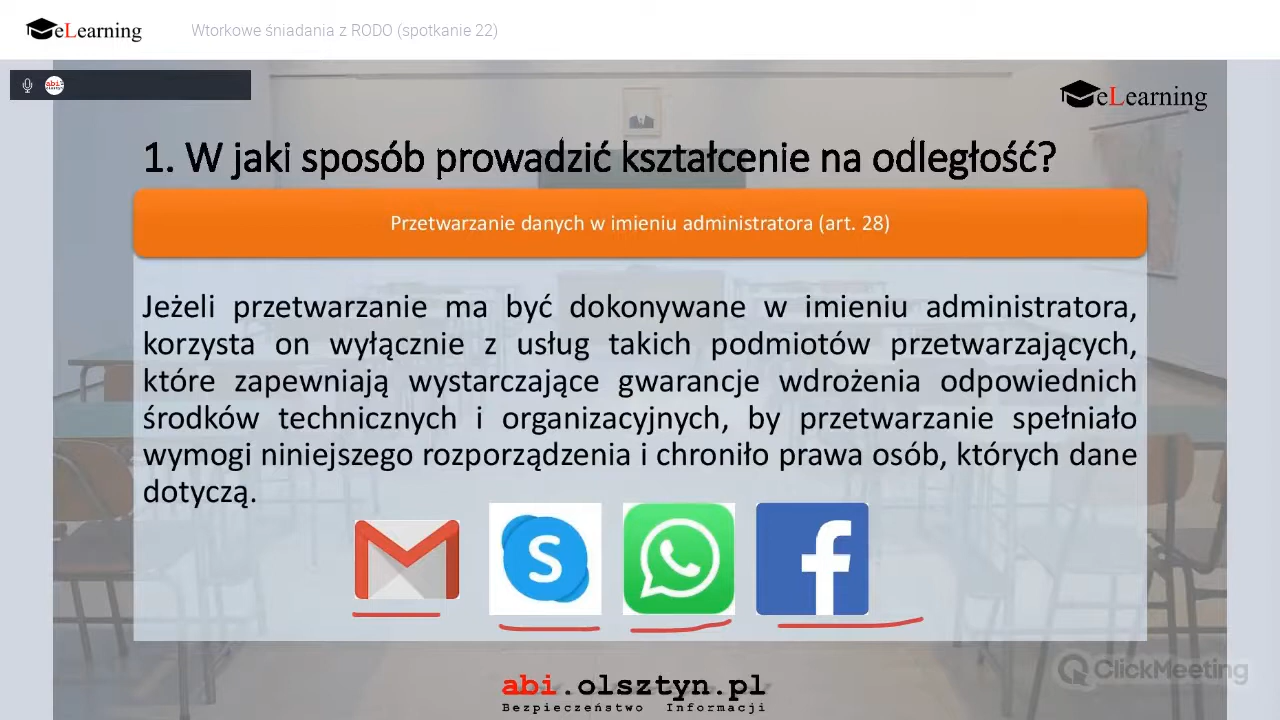 eLearning
Wtorkowe śniadania z RODO (spotkanie 22)
eLearning
1. W jaki sposób prowadzić kształcenie na odległość?
Przetwarzanie danych w imieniu administratora (art. 28)
Jeżeli przetwarzanie ma być dokonywane w imieniu administratora,
korzysta on wyłącznie z usług takich podmiotów przetwarzających,
które zapewniają wystarczające gwarancje wdrożenia odpowiednich
środków technicznych i organizacyjnych, by przetwarzanie spełniało
wymogi niniejszego rozporządzenia i chroniło prawa osób, których dane
dotyczą.
ClickMeeting
abi.olsztyn.pl
Bezpieczeństwo Informacji